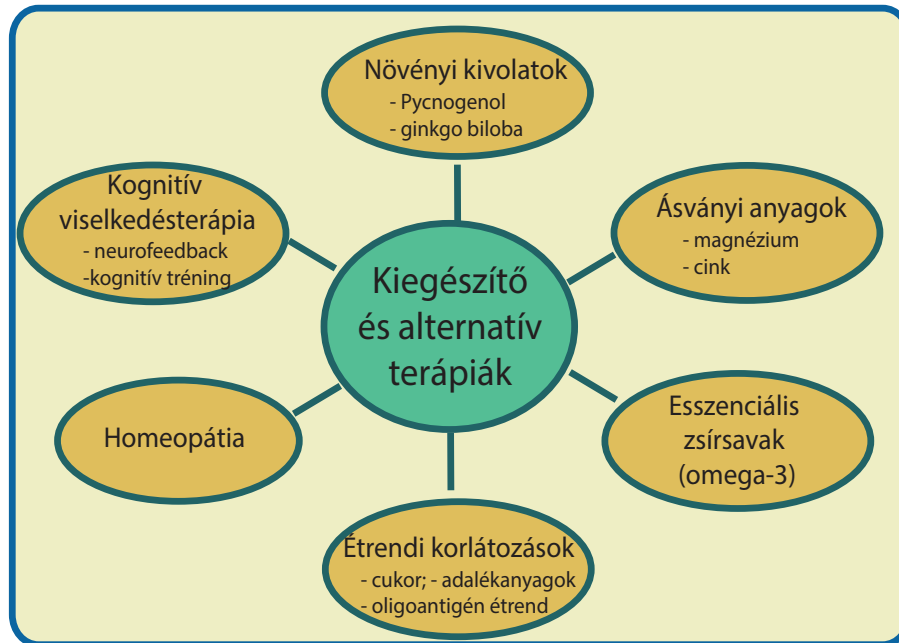 Növényi kivolatok
- Pycnogenol
- ginkgo biloba
Kognitív
viselkedésterápia
- neurofeedback
-kognitív tréning
Ásványi anyagok
- magnézium
- cink
Kiegészítő
és alternatív
terápiák
Homeopátia
Esszenciális
zsírsavak
(omega-3)
Étrendi korlátozások
- cukor; - adalékanyagok
- oligoantigén étrend